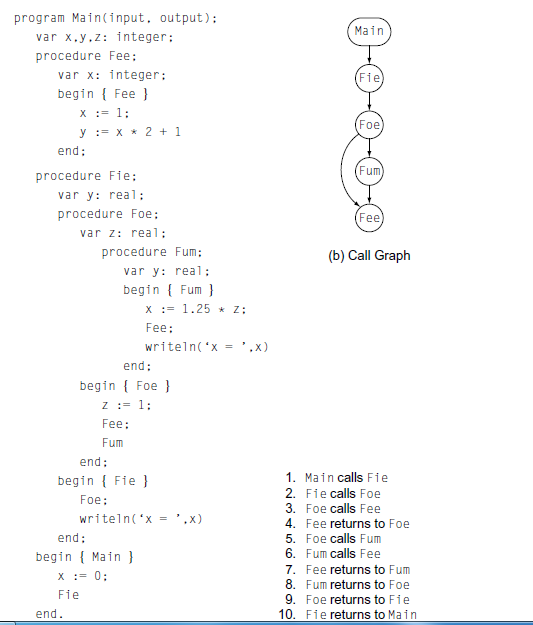 program Main(input, output);
var x,y,z: integer;
procedure Fee;
var x: integer;
begin { Fee }
x := 1;
y := x * 2 + 1
end;
procedure Fie;
var y: real;
procedure Foe;
var z: real;
procedure Fum;
var y: real;
begin { Fum }
x := 1.25 * z;
Fee;
writeln('x = ',x)
end;
begin { Foe }
z := 1;
Fee;
Fum
end;
begin { Fie }
Foe;
writeln('x = ',x)
end;
begin { Main }
x := 0;
Fie
end.
Main
Fie
Foe
Fum
Fee
(b) Call Graph
1. Main calls Fie
2. Fie calls Foe
3. Foe calls Fee
4. Fee returns to Foe
5. Foe calls Fum
6. Fum calls Fee
7. Fee returns to Fum
8. Fum returns to Foe
9. Foe returns to Fie
10. Fie returns to Main